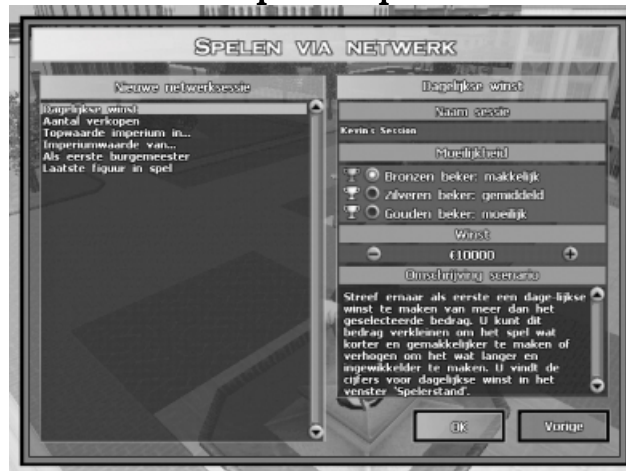 SPELEN VIA NETWERK
Nieuwe netwerksessie
Dagelijkse winst
Aantal verkopen
Topwaarde imperium in...
Imperiumwaarde van...
Als eerste burgemeester
Laatste figuur in spel
Dagelijkse winst
Naam sessie
Kevin's Session
Moeilijkheid
Bronzen beker: makkelijk
Zilveren beker: gemiddeld
Gouden beker: moeilijk
Winst
€10000
Omschrijving scenario
Streef ernaar als eerste een dage-lijkse
winst te maken van meer dan het
geselecteerde bedrag. U kunt dit
bedrag verkleinen om het spel wat
korter en gemakkelijker te maken of
verhogen om het wat langer en
ingewikkelder te maken. U vindt de
cijfers voor dagelijkse winst in het
venster 'Spelerstand'.
OK
Vorige